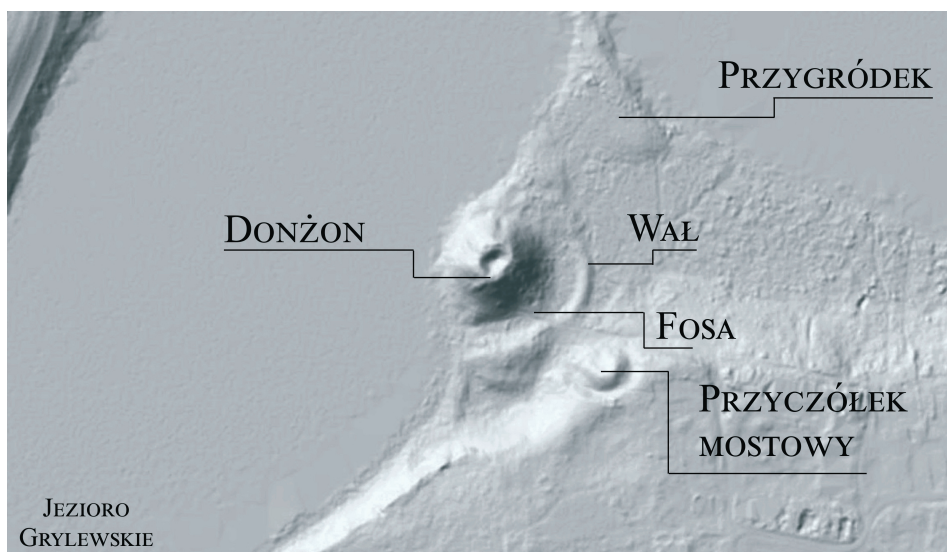 Przygródek
Donżon
Wał
Fosa
Przyczółek
mostowy
Jezioro
Grylewskie